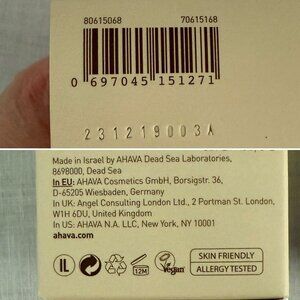 80615068 70615168
0 697045 151271
231219003A
Made in Israel by AHAVA Dead Sea Laboratories,
8698000, Dead Sea
In EU: AHAVA Cosmetics GmbH, Borsigstr. 36,
D-65205 Wiesbaden, Germany
In UK: Angel Consulting London Ltd., 2 Portman St. London,
W1H 6DU, United Kingdom
In US: AHAVA N.A. LLC, New York, NY 10001
ahava.com
IL 12M Vegan SKIN FRIENDLY
ALLERGY TESTED